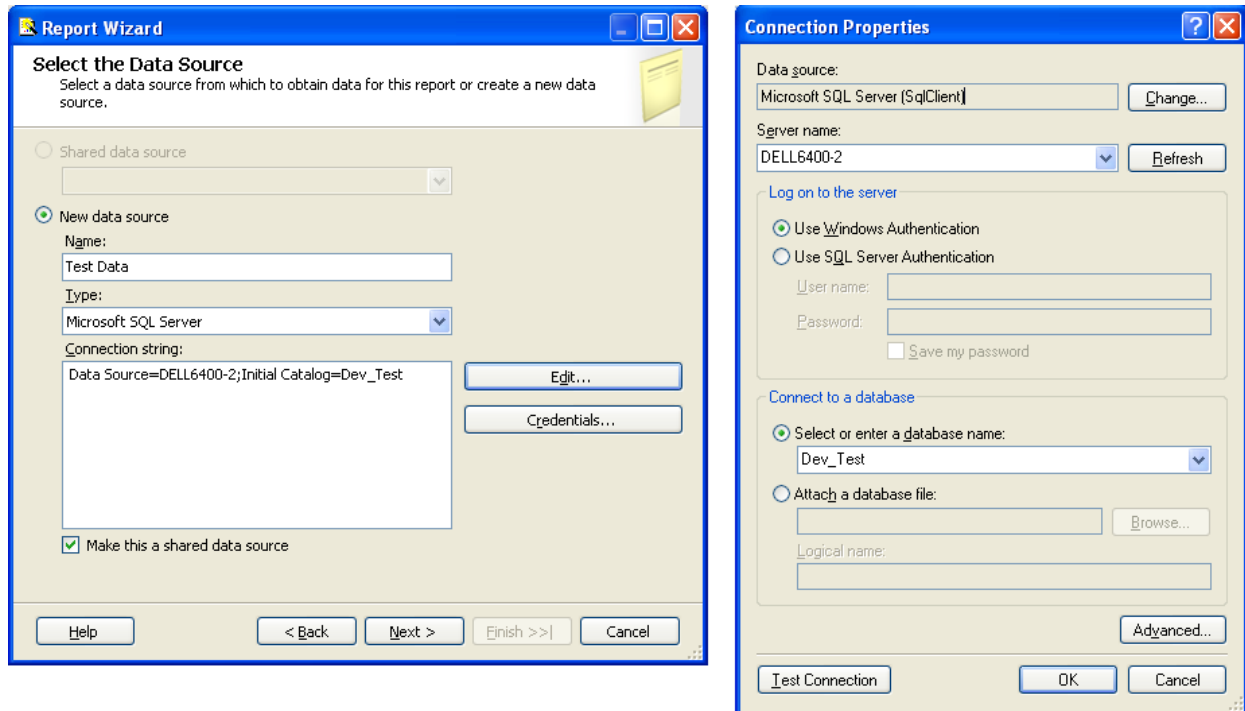 Report Wizard
Select the Data Source
Select a data source from which to obtain data for this report or create a new data
source.
Shared data source
New data source
Name:
Test Data
Type:
Microsoft SQL Server
Connection string:
Data Source=DELL6400-2;Initial Catalog=Dev_Test
Edit...
Credentials...
Make this a shared data source
Help
< Back
Next >
Finish >>|
Cancel
Connection Properties
Data source:
Microsoft SQL Server (SqlClient)
Change...
Server name:
DELL6400-2
Refresh
Log on to the server
Use Windows Authentication
Use SQL Server Authentication
User name:
Password:
Save my password
Connect to a database
Select or enter a database name:
Dev_Test
Attach a database file:
Browse...
Logical name:
Advanced...
Test Connection
OK
Cancel